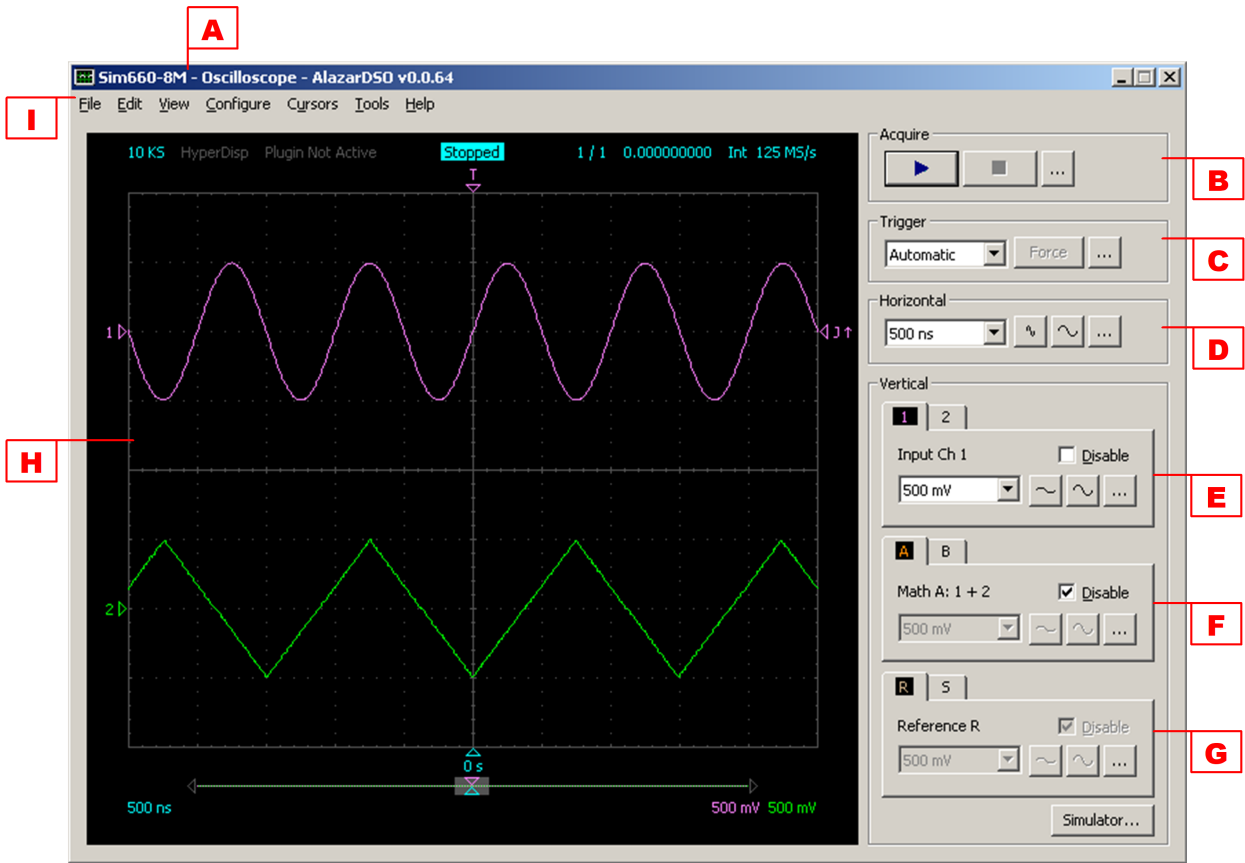 A
Sim660-8M - Oscilloscope - AlazarDSO v0.0.64
I
File Edit View Configure Cursors Tools Help
10 KS HyperDisp Plugin Not Active Stopped 1 / 1 0.000000000 Int 125 MS/s
T
1
2
0 s
500 ns 500 mV 500 mV
H
Acquire
...
B
Trigger
Automatic Force ...
C
Horizontal
500 ns ...
D
Vertical
1 2
Input Ch 1 Disable
500 mV ...
E
A B
Math A: 1 + 2 Disable
500 mV ...
F
R S
Reference R Disable
500 mV ...
G
Simulator...